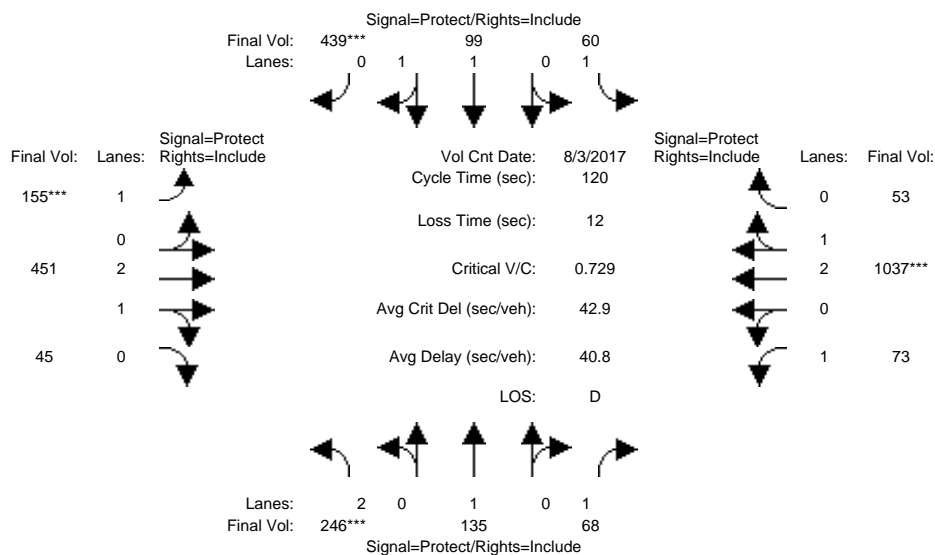 Signal=Protect/Rights=Include
Final Vol: 439*** 99 60
Lanes: 0 1 1 0 1
Signal=Protect
Final Vol: Lanes: Rights=Include
Vol Cnt Date: 8/3/2017
Signal=Protect
Rights=Include Lanes: Final Vol:
Cycle Time (sec): 120
155*** 1
0 53
Loss Time (sec): 12
0
1
451 2
Critical V/C: 0.729
2 1037***
1
Avg Crit Del (sec/veh): 42.9
0
45 0
Avg Delay (sec/veh): 40.8
1 73
LOS: D
Lanes: 2 0 1 0 1
Final Vol: 246*** 135 68
Signal=Protect/Rights=Include